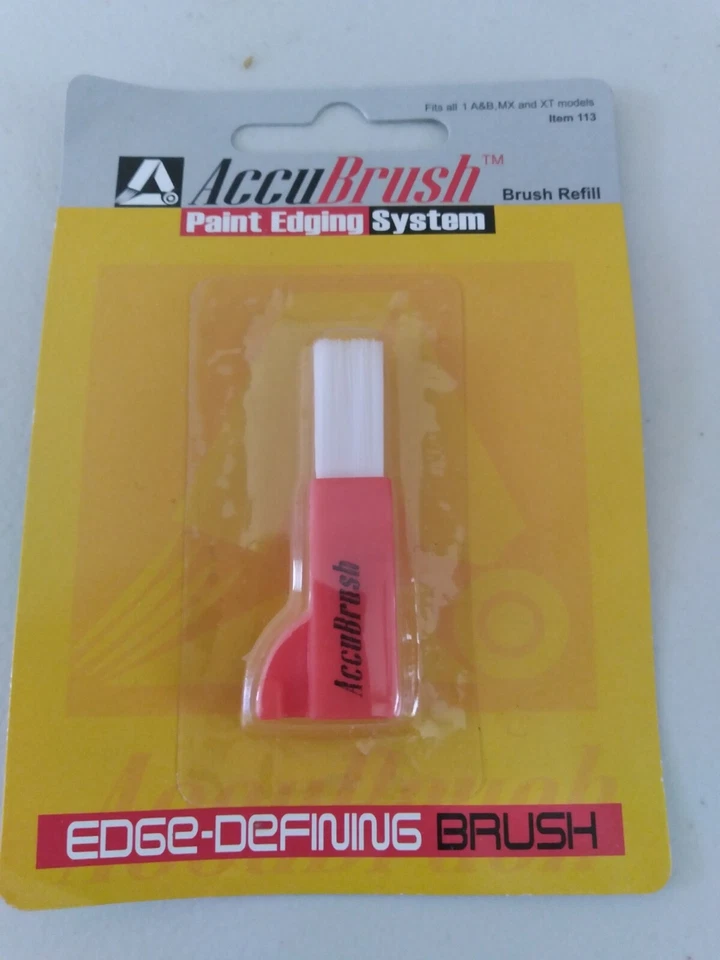 Fits all 1 A&B,MX and XT models
Item 113
AccuBrush™
Brush Refill
Paint Edging System
AccuBrush
AccuBrush
EDGE-DEFINING BRUSH